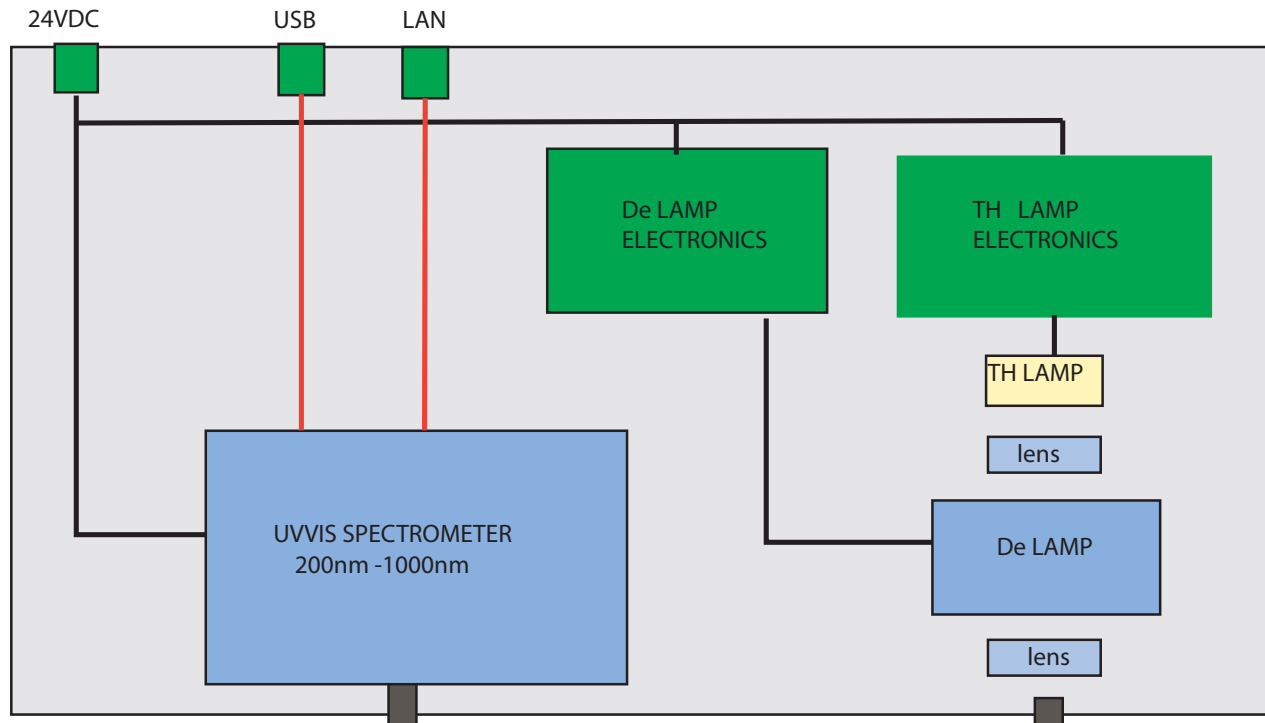 24VDC
USB
LAN
De LAMP
ELECTRONICS
TH LAMP
ELECTRONICS
TH LAMP
lens
UVVIS SPECTROMETER
200nm -1000nm
De LAMP
lens